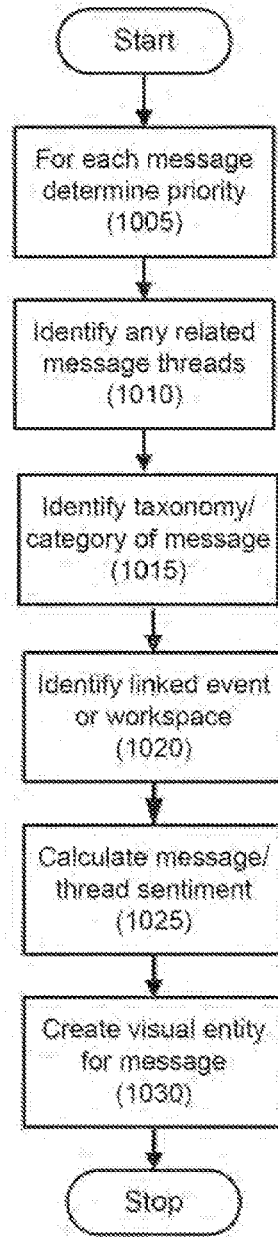 Start
For each message
determine priority
(1005)
Identify any related
message threads
(1010)
Identify taxonomy/
category of message
(1015)
Identify linked event
or workspace
(1020)
Calculate message/
thread sentiment
(1025)
Create visual entity
for message
(1030)
Stop